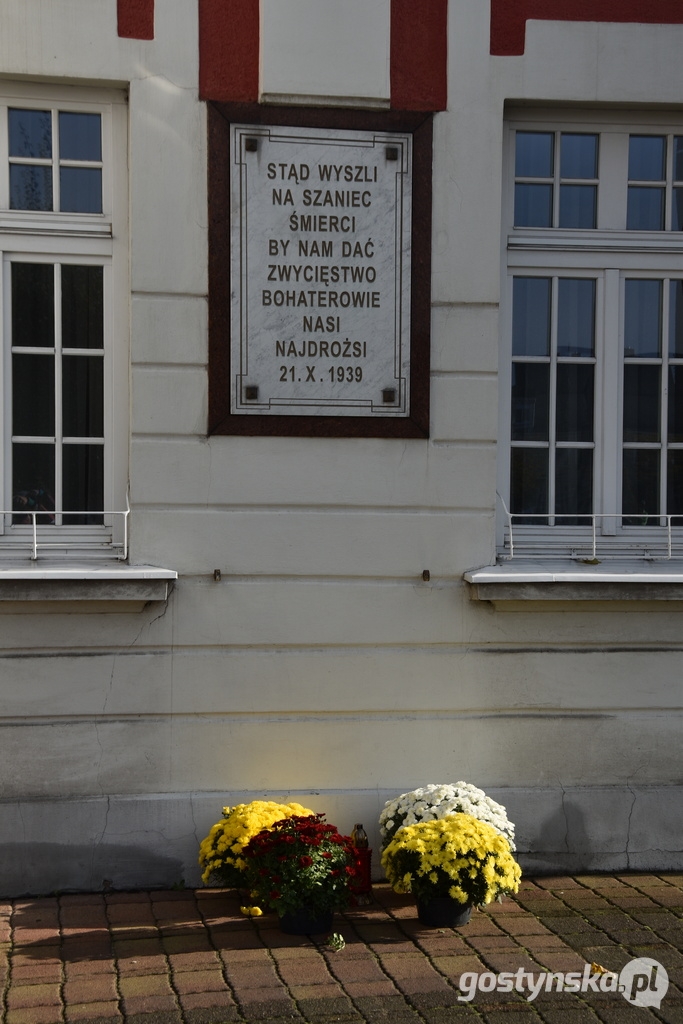 STĄD WYSZLI
NA SZANIEC
ŚMIERCI
BY NAM DAĆ
ZWYCIĘSTWO
BOHATEROWIE
NASI
NAJDROŻSI
21.X.1939
gostynska.pl